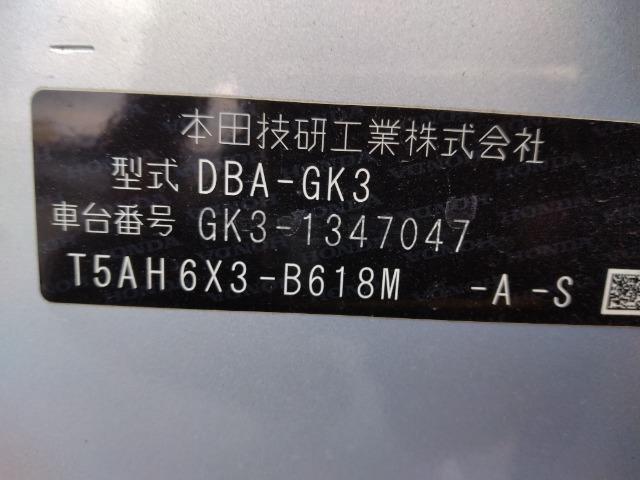 本田技研工業株式会社
型式 DBA-GK3
車台番号 GK3-1347047
T5AH6X3-B618M -A -S